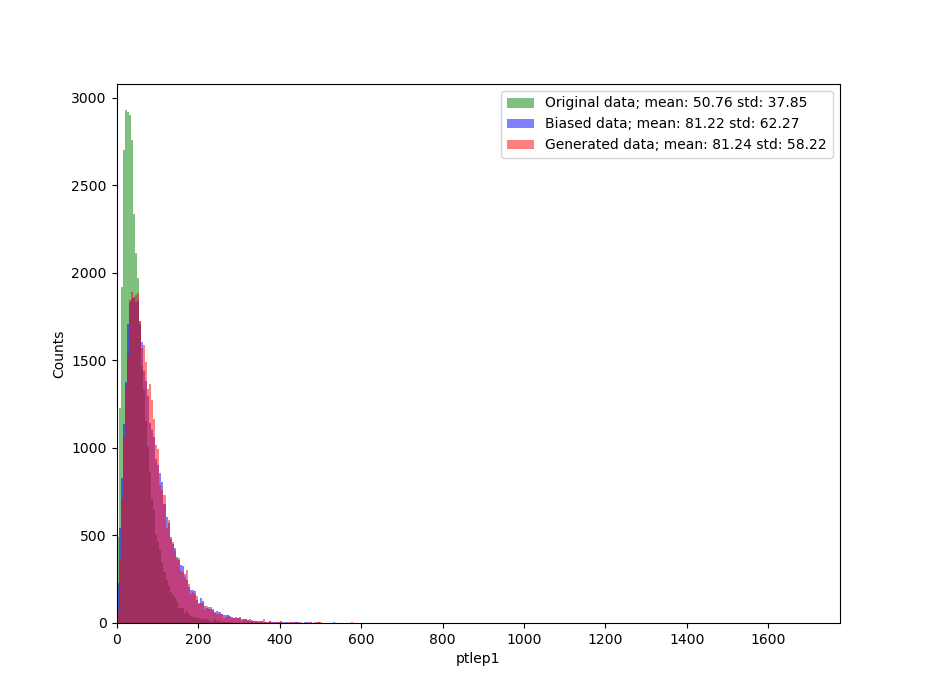 Original data; mean: 50.76 std: 37.85
Biased data; mean: 81.22 std: 62.27
Generated data; mean: 81.24 std: 58.22
3000
2500
2000
1500
1000
500
0
Counts
0 200 400 600 800 1000 1200 1400 1600
ptlep1